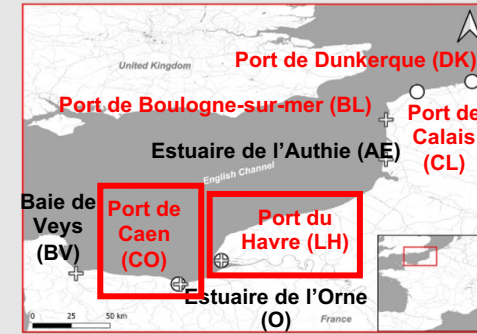 United Kingdom
Port de Dunkerque (DK)
Port de Boulogne-sur-mer (BL)
Port de
Calais
(CL)
Estuaire de l'Authie (AE)
English Channel
Baie de
Veys
(BV)
Port de
Caen
(CO)
Port du
Havre (LH)
Estuaire de l'Orne
(O)
0 25 50 km
France